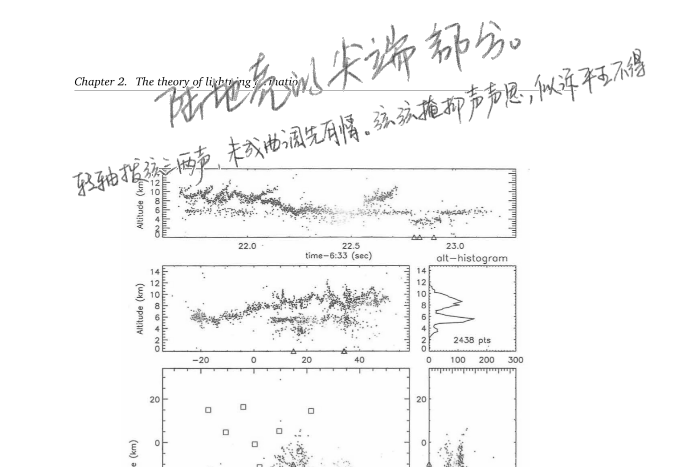 陆地壳的尖端部分。
Chapter 2. The theory of lightning
轻轴拨弦三两声，未成曲调先有情。弦弦掩抑声声思，似诉平生不得
Altitude (km)
12
10
8
6
4
2
0
22.0 22.5 23.0
time-6:33 (sec)
alt-histogram
Altitude (km)
14
12
10
8
6
4
2
0
14
12
10
8
6
4
2
0
2438 pts
-20 0 20 40
0 100 200 300
20
0
(km)
20
0